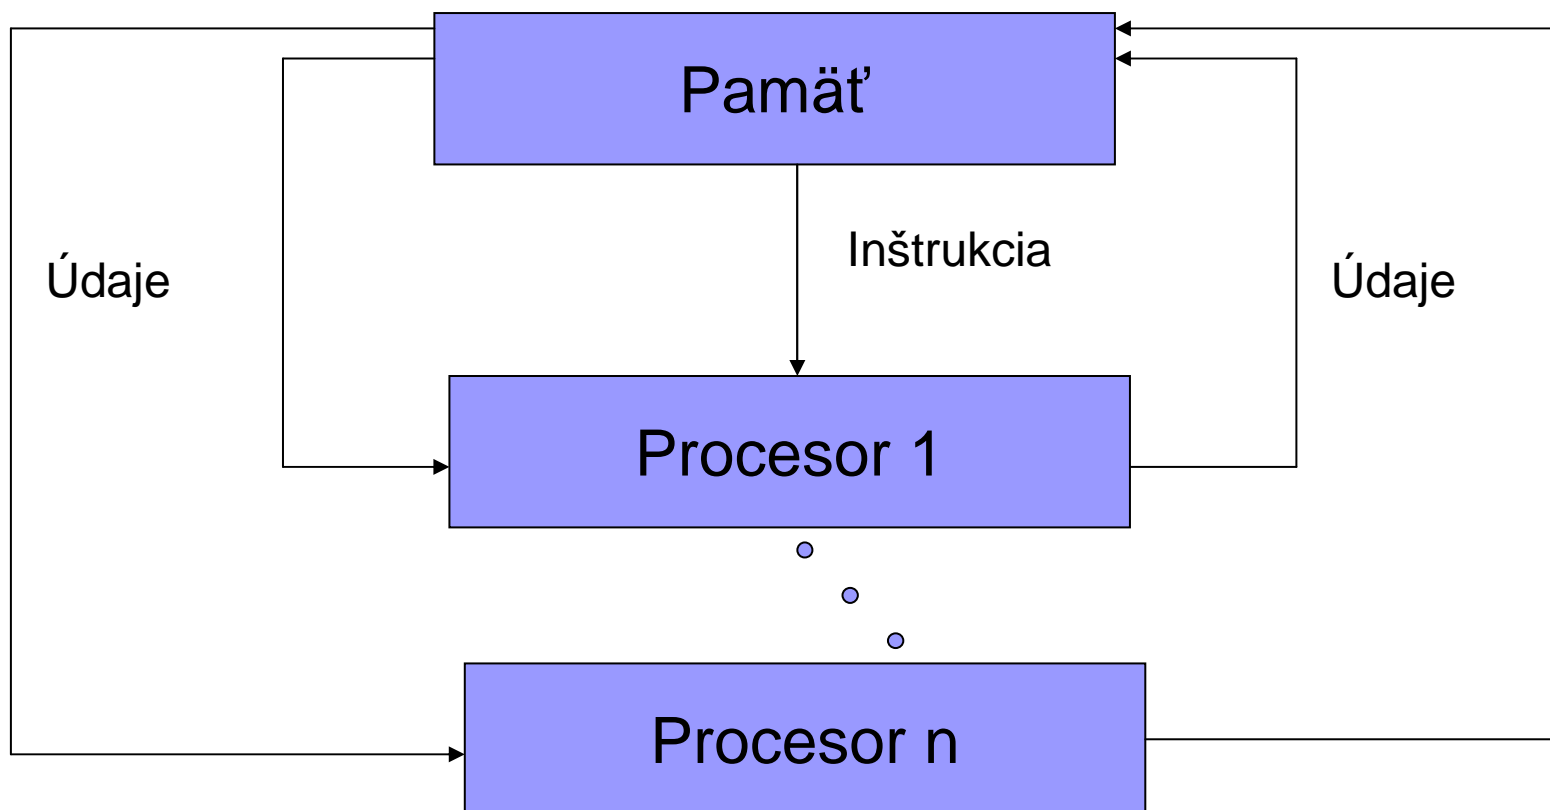 Pamäť
Inštrukcia
Údaje
Údaje
Procesor 1
Procesor n